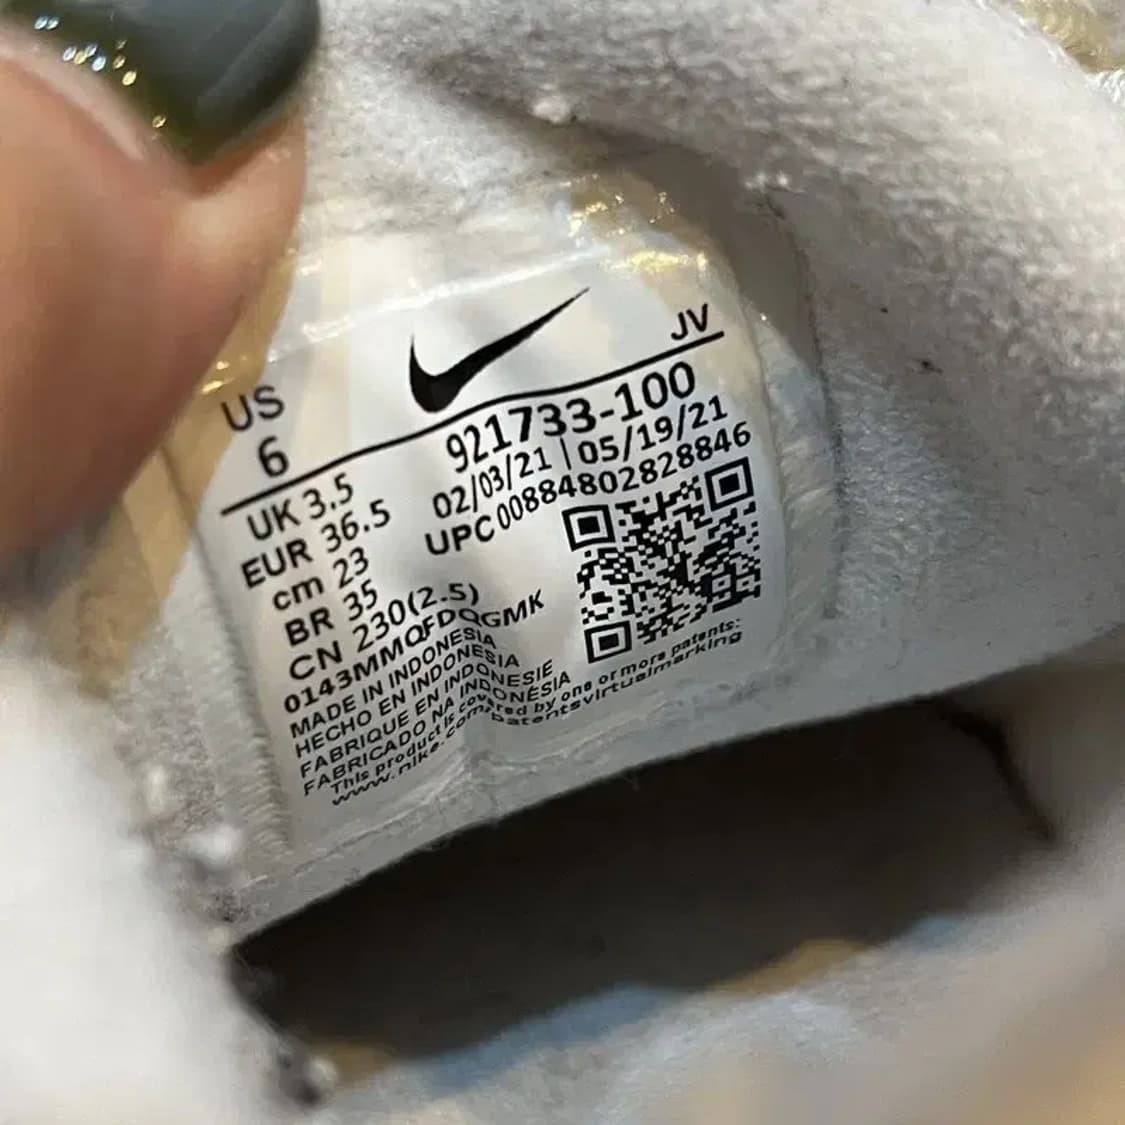 US
6
JV
921733-100
02/03/21 | 05/19/21
UPC 00884802828846
UK 3.5
EUR 36.5
cm 23
BR 35
CN 230(2.5)
0143MMQFDQGMK
MADE IN INDONESIA
HECHO EN INDONESIA
FABRIQUE EN INDONESIE
FABRICADO NA INDONÉSIA
This product is covered by one or more patents:
www.nike.com/patentsvirtualmarking